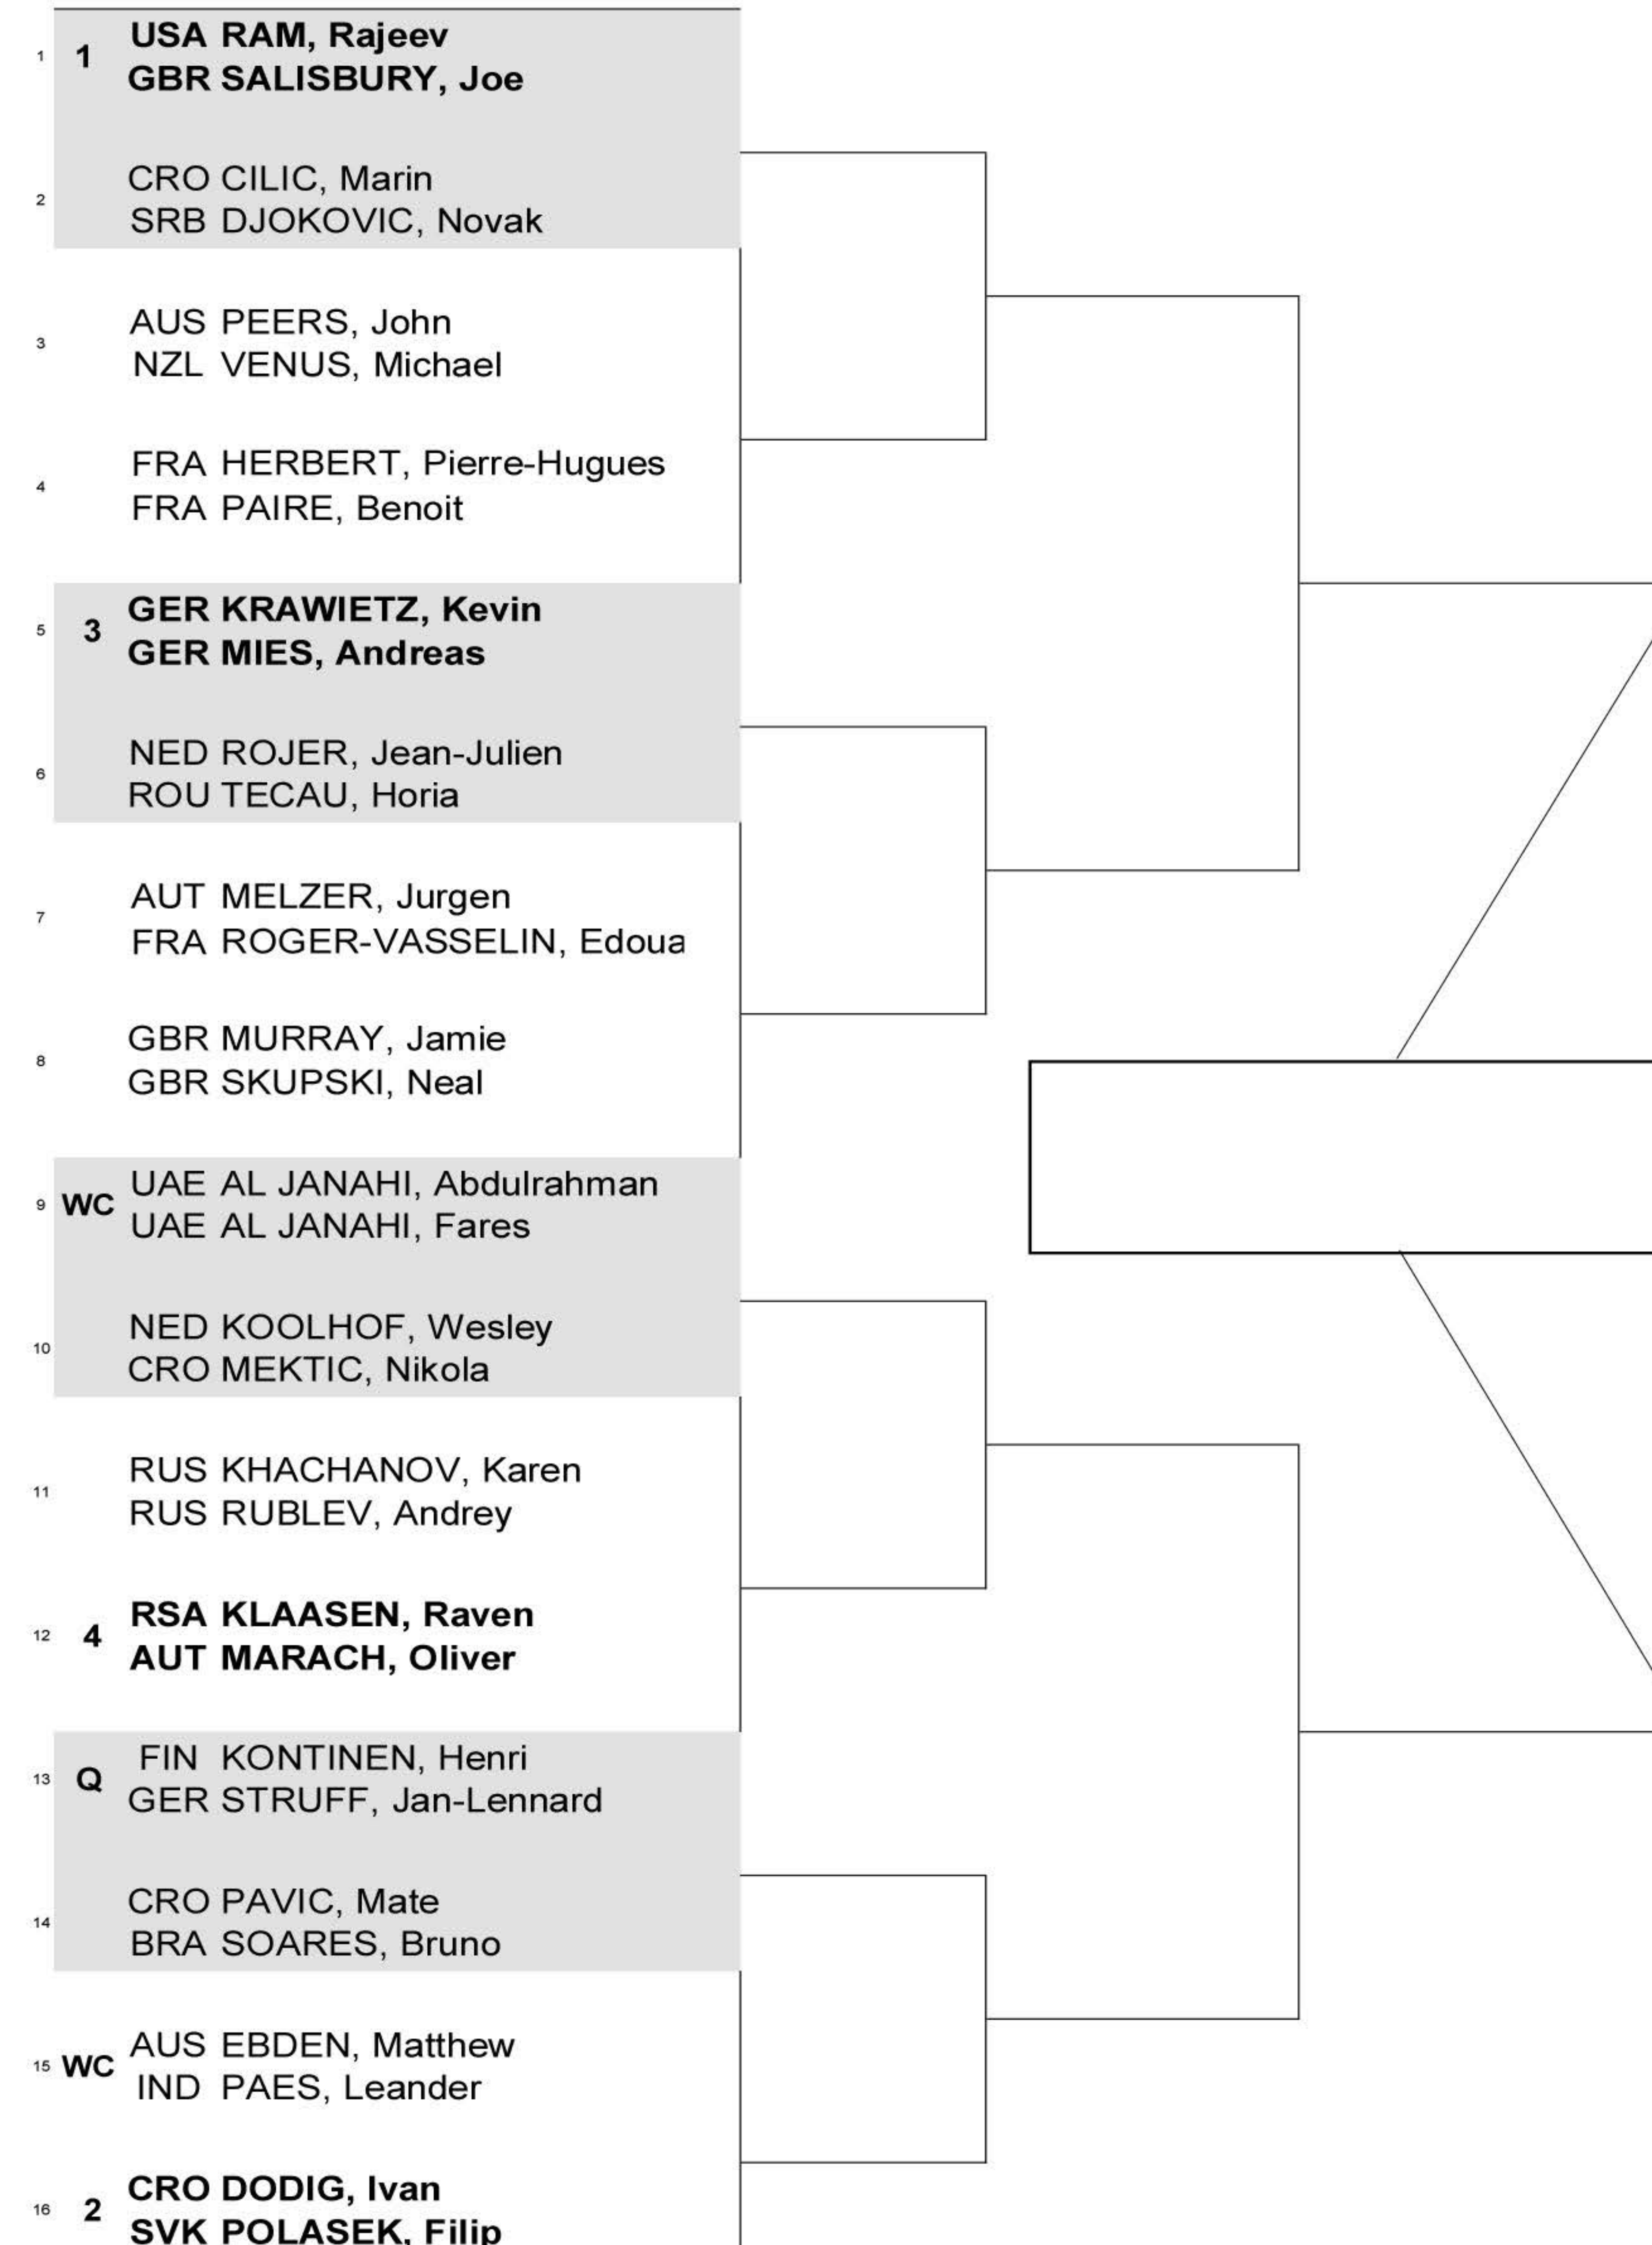 1 1 USA RAM, Rajeev
GBR SALISBURY, Joe
2 CRO CILIC, Marin
SRB DJOKOVIC, Novak
3 AUS PEERS, John
NZL VENUS, Michael
4 FRA HERBERT, Pierre-Hugues
FRA PAIRE, Benoit
5 3 GER KRAWIETZ, Kevin
GER MIES, Andreas
6 NED ROJER, Jean-Julien
ROU TECAU, Horia
7 AUT MELZER, Jurgen
FRA ROGER-VASSELIN, Edoua
8 GBR MURRAY, Jamie
GBR SKUPSKI, Neal
9 WC UAE AL JANAHI, Abdulrahman
UAE AL JANAHI, Fares
10 NED KOOLHOF, Wesley
CRO MEKTIC, Nikola
11 RUS KHACHANOV, Karen
RUS RUBLEV, Andrey
12 4 RSA KLAASEN, Raven
AUT MARACH, Oliver
13 Q FIN KONTINEN, Henri
GER STRUFF, Jan-Lennard
14 CRO PAVIC, Mate
BRA SOARES, Bruno
15 WC AUS EBDEN, Matthew
IND PAES, Leander
16 2 CRO DODIG, Ivan
SVK POLASEK, Filip